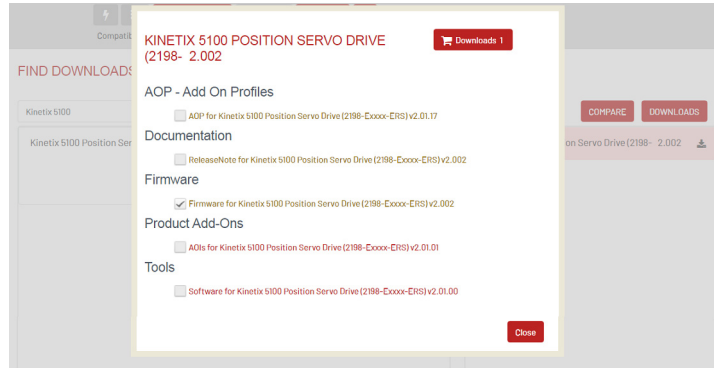 Compatib
FIND DOWNLOADS
Kinetix 5100
COMPARE
DOWNLOADS
Kinetix 5100 Position Ser
on Servo Drive (2198- 2.002
KINETIX 5100 POSITION SERVO DRIVE
(2198- 2.002
Downloads 1
AOP - Add On Profiles
AOP for Kinetix 5100 Position Servo Drive (2198-Exxxx-ERS) v2.01.17
Documentation
ReleaseNote for Kinetix 5100 Position Servo Drive (2198-Exxxx-ERS) v2.002
Firmware
Firmware for Kinetix 5100 Position Servo Drive (2198-Exxxx-ERS) v2.002
Product Add-Ons
AOIs for Kinetix 5100 Position Servo Drive (2198-Exxxx-ERS) v2.01.01
Tools
Software for Kinetix 5100 Position Servo Drive (2198-Exxxx-ERS) v2.01.00
Close